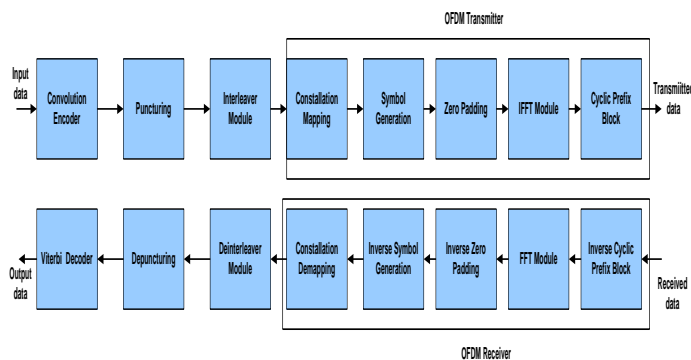 OFDM Transmitter
Input
data
Convolution
Encoder
Puncturing
Interleaver
Module
Constallation
Mapping
Symbol
Generation
Zero Padding
IFFT Module
Cyclic Prefix
Block
Transmiitter
data
Viterbi Decoder
Depuncturing
Deinterleaver
Module
Constallation
Demapping
Inverse Symbol
Generation
Inverse Zero
Padding
FFT Module
Inverse Cyclic
Prefix Block
Output
data
Received
data
OFDM Receiver